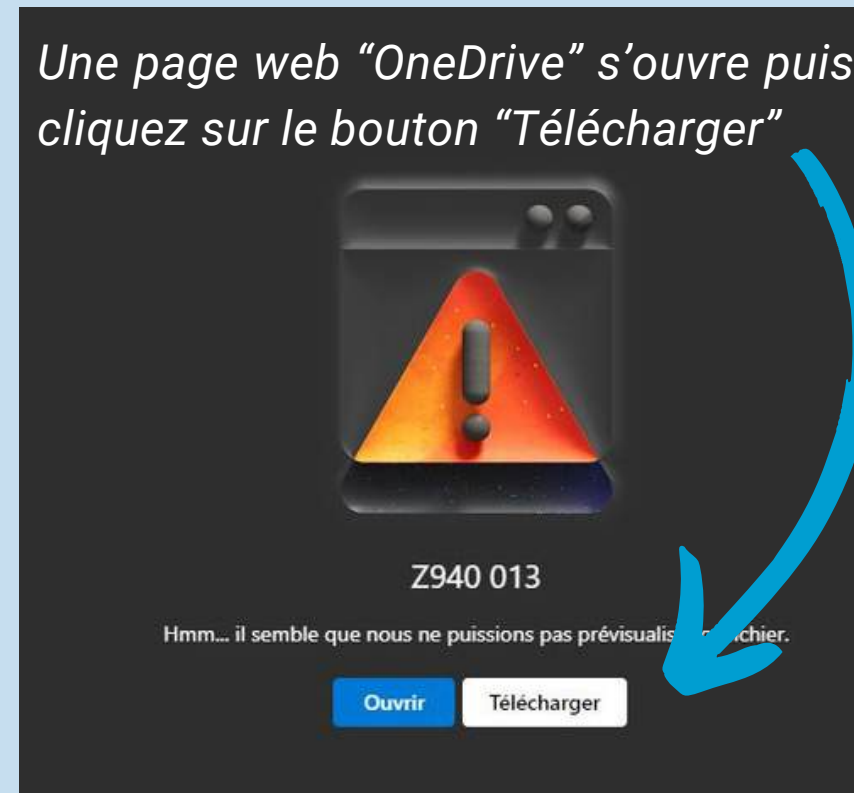 Une page web “OneDrive” s’ouvre puis
cliquez sur le bouton “Télécharger”
Z940 013
Hmm... il semble que nous ne puissions pas
Ouvrir
Télécharger